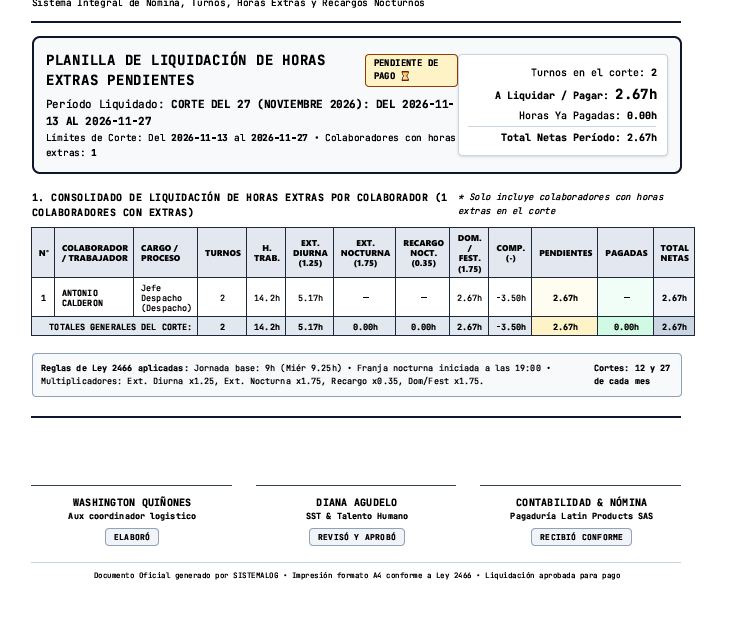 Sistema Integral de Nómina, Turnos, Horas Extras y Recargos Nocturnos
PLANILLA DE LIQUIDACIÓN DE HORAS
EXTRAS PENDIENTES
PENDIENTE DE
PAGO ⏳
Período Liquidado: CORTE DEL 27 (NOVIEMBRE 2026): DEL 2026-11-
13 AL 2026-11-27
Límites de Corte: Del 2026-11-13 al 2026-11-27 • Colaboradores con horas
extras: 1
Turnos en el corte: 2
A Liquidar / Pagar: 2.67h
Horas Ya Pagadas: 0.00h
Total Netas Período: 2.67h
1. CONSOLIDADO DE LIQUIDACIÓN DE HORAS EXTRAS POR COLABORADOR (1
COLABORADORES CON EXTRAS)
* Solo incluye colaboradores con horas
extras en el corte
N° COLABORADOR / TRABAJADOR CARGO / PROCESO TURNOS H. TRAB. EXT. DIURNA (1.25) EXT. NOCTURNA (1.75) RECARGO NOCT. (0.35) DOM. / FEST. (1.75) COMP. (-) PENDIENTES PAGADAS TOTAL NETAS
1 ANTONIO CALDERON Jefe Despacho (Despacho) 2 14.2h 5.17h — — 2.67h -3.50h 2.67h — 2.67h
TOTALES GENERALES DEL CORTE: 2 14.2h 5.17h 0.00h 0.00h 2.67h -3.50h 2.67h 0.00h 2.67h
Reglas de Ley 2466 aplicadas: Jornada base: 9h (Miér 9.25h) • Franja nocturna iniciada a las 19:00 •
Multiplicadores: Ext. Diurna x1.25, Ext. Nocturna x1.75, Recargo x0.35, Dom/Fest x1.75.
Cortes: 12 y 27
de cada mes
WASHINGTON QUIÑONES
Aux coordinador logistico
ELABORÓ
DIANA AGUDELO
SST & Talento Humano
REVISÓ Y APROBÓ
CONTABILIDAD & NÓMINA
Pagaduría Latin Products SAS
RECIBIÓ CONFORME
Documento Oficial generado por SISTEMALOG • Impresión formato A4 conforme a Ley 2466 • Liquidación aprobada para pago